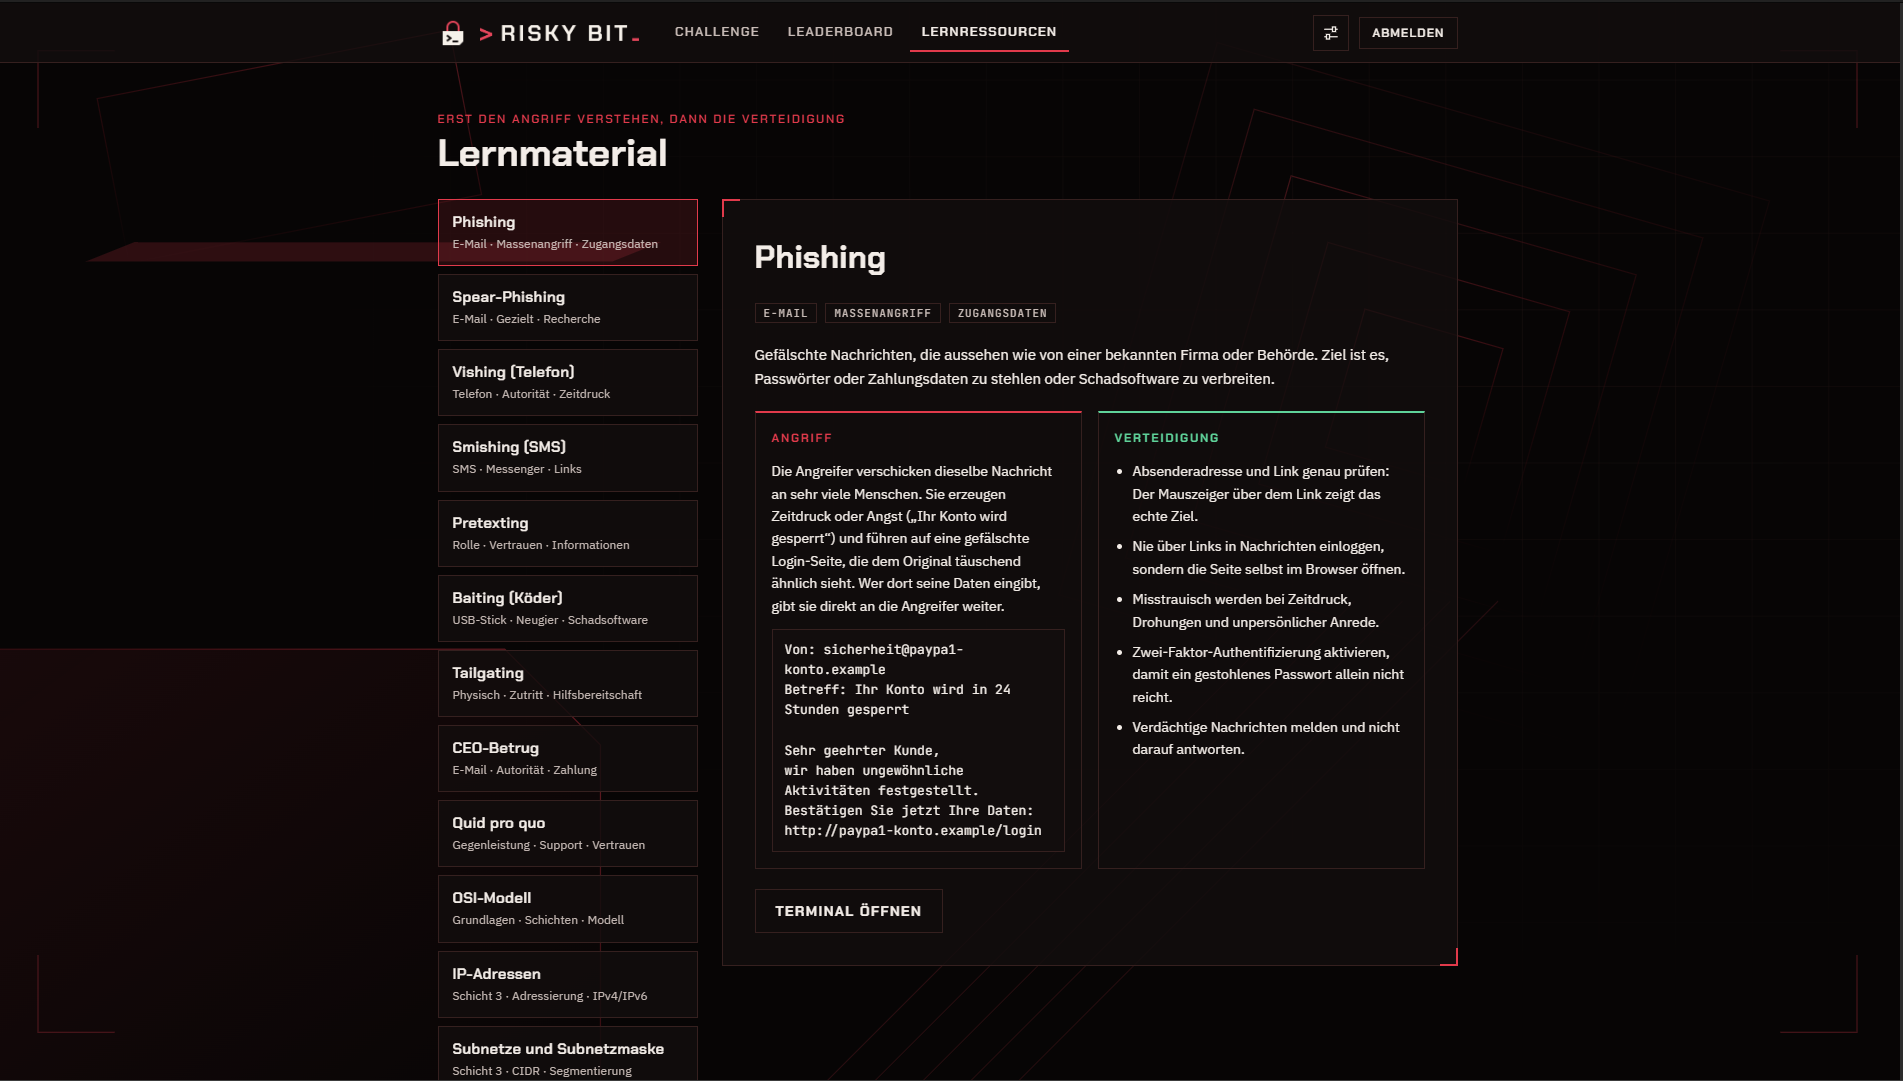 > RISKY BIT_
CHALLENGE
LEADERBOARD
LERNRESSOURCEN
ABMELDEN
ERST DEN ANGRIFF VERSTEHEN, DANN DIE VERTEIDIGUNG
Lernmaterial
Phishing
E-Mail · Massenangriff · Zugangsdaten
Spear-Phishing
E-Mail · Gezielt · Recherche
Vishing (Telefon)
Telefon · Autorität · Zeitdruck
Smishing (SMS)
SMS · Messenger · Links
Pretexting
Rolle · Vertrauen · Informationen
Baiting (Köder)
USB-Stick · Neugier · Schadsoftware
Tailgating
Physisch · Zutritt · Hilfsbereitschaft
CEO-Betrug
E-Mail · Autorität · Zahlung
Quid pro quo
Gegenleistung · Support · Vertrauen
OSI-Modell
Grundlagen · Schichten · Modell
IP-Adressen
Schicht 3 · Adressierung · IPv4/IPv6
Subnetze und Subnetzmaske
Schicht 3 · CIDR · Segmentierung
Phishing
E-MAIL
MASSENANGRIFF
ZUGANGSDATEN
Gefälschte Nachrichten, die aussehen wie von einer bekannten Firma oder Behörde. Ziel ist es,
Passwörter oder Zahlungsdaten zu stehlen oder Schadsoftware zu verbreiten.
ANGRIFF
Die Angreifer verschicken dieselbe Nachricht
an sehr viele Menschen. Sie erzeugen
Zeitdruck oder Angst („Ihr Konto wird
gesperrt“) und führen auf eine gefälschte
Login-Seite, die dem Original täuschend
ähnlich sieht. Wer dort seine Daten eingibt,
gibt sie direkt an die Angreifer weiter.
Von: sicherheit@paypa1-
konto.example
Betreff: Ihr Konto wird in 24
Stunden gesperrt
Sehr geehrter Kunde,
wir haben ungewöhnliche
Aktivitäten festgestellt.
Bestätigen Sie jetzt Ihre Daten:
http://paypa1-konto.example/login
VERTEIDIGUNG
• Absenderadresse und Link genau prüfen:
Der Mauszeiger über dem Link zeigt das
echte Ziel.
• Nie über Links in Nachrichten einloggen,
sondern die Seite selbst im Browser öffnen.
• Misstrauisch werden bei Zeitdruck,
Drohungen und unpersönlicher Anrede.
• Zwei-Faktor-Authentifizierung aktivieren,
damit ein gestohlenes Passwort allein nicht
reicht.
• Verdächtige Nachrichten melden und nicht
darauf antworten.
TERMINAL ÖFFNEN